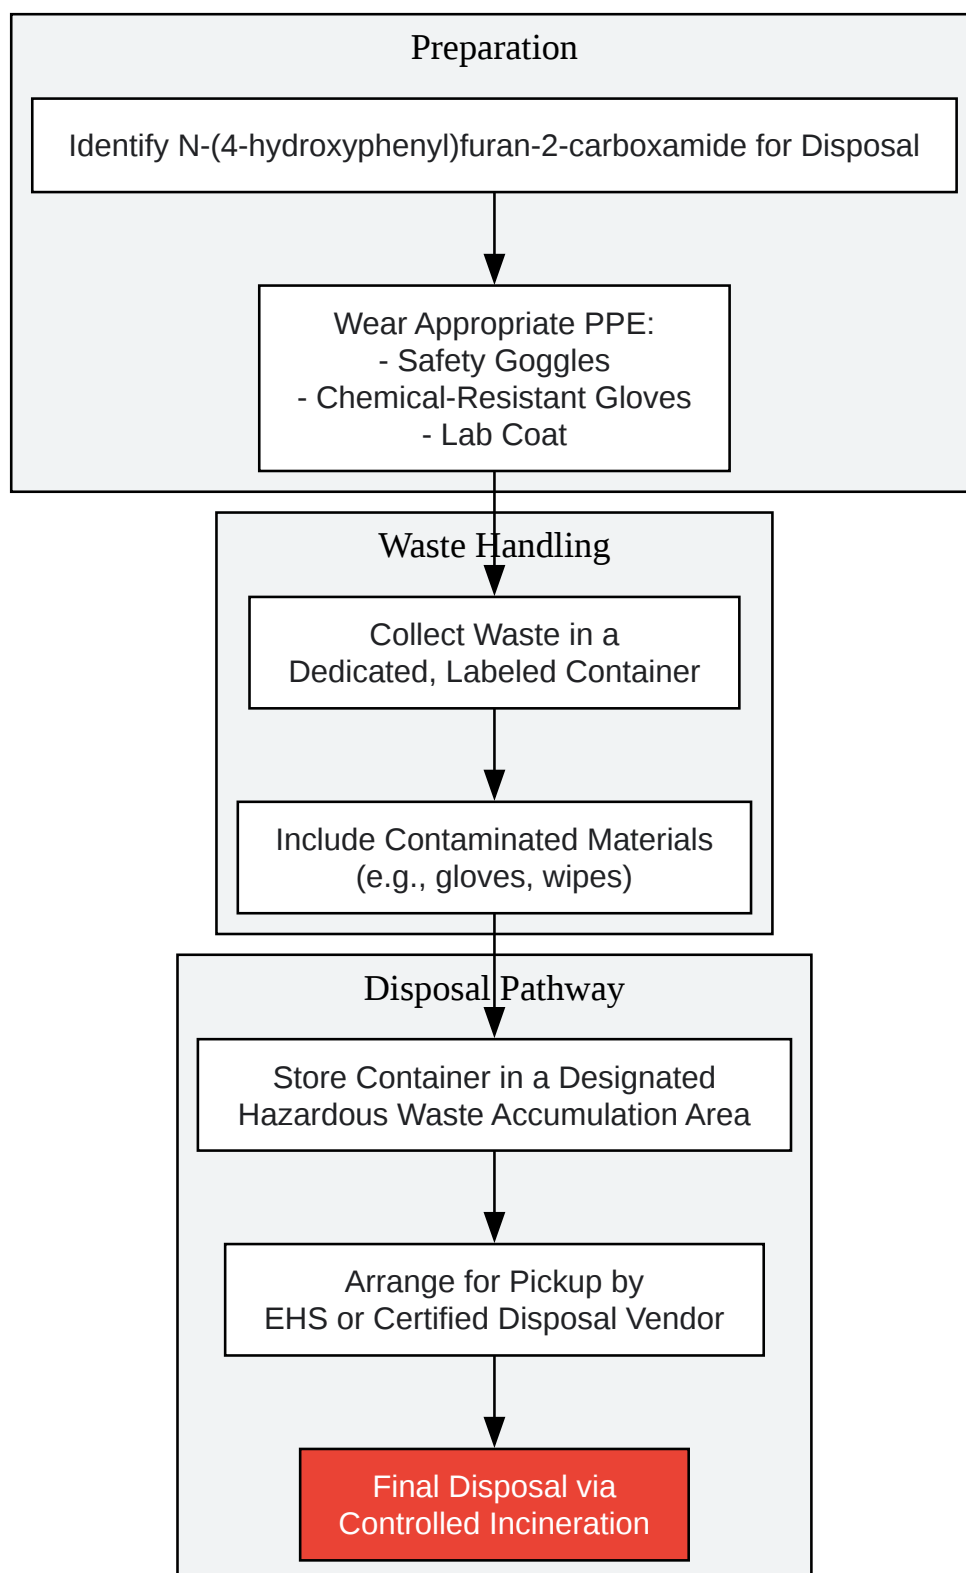 Preparation
Identify N-(4-hydroxyphenyl)furan-2-carboxamide for Disposal
Wear Appropriate PPE:
- Safety Goggles
- Chemical-Resistant Gloves
- Lab Coat
Waste Handling
Collect Waste in a
Dedicated, Labeled Container
Include Contaminated Materials
(e.g., gloves, wipes)
Disposal Pathway
Store Container in a Designated
Hazardous Waste Accumulation Area
Arrange for Pickup by
EHS or Certified Disposal Vendor
Final Disposal via
Controlled Incineration